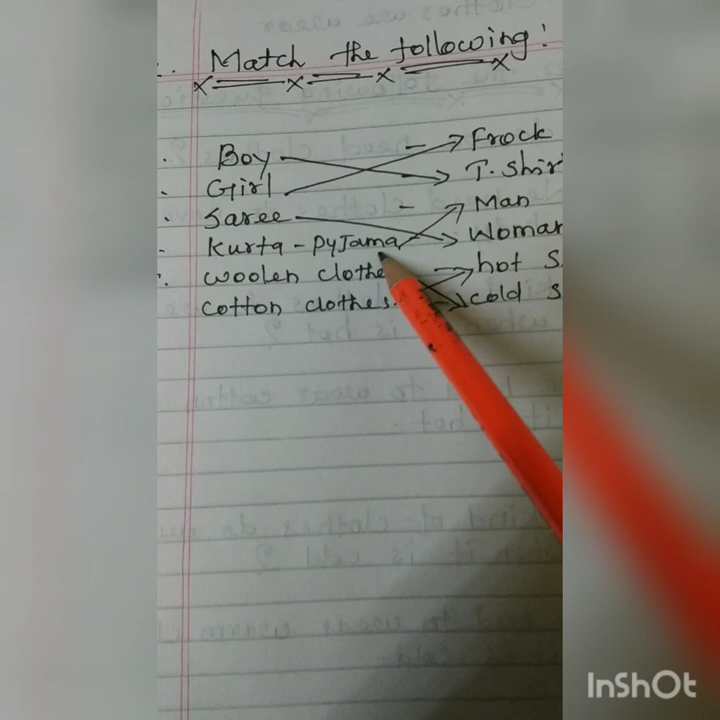 Match the following!
Boy Frock
Girl T. Shir
Saree Man
Kurta - PyJama Woman
woolen clothe hot S.
cotton clothes. cold s
InShOt